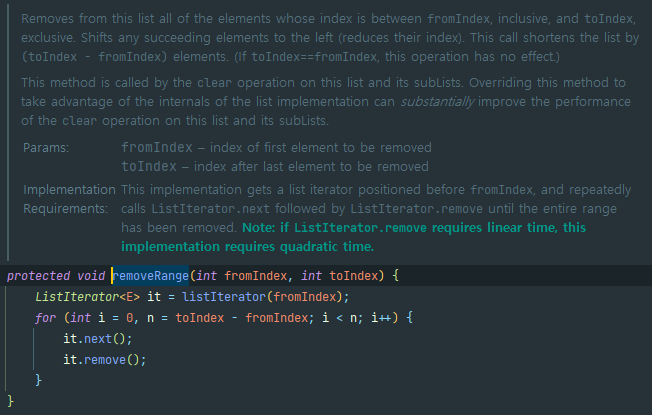 Removes from this list all of the elements whose index is between fromIndex, inclusive, and toIndex,
exclusive. Shifts any succeeding elements to the left (reduces their index). This call shortens the list by
(toIndex - fromIndex) elements. (If toIndex==fromIndex, this operation has no effect.)
This method is called by the clear operation on this list and its subLists. Overriding this method to
take advantage of the internals of the list implementation can substantially improve the performance
of the clear operation on this list and its subLists.
Params: fromIndex – index of first element to be removed
toIndex – index after last element to be removed
Implementation This implementation gets a list iterator positioned before fromIndex, and repeatedly
Requirements: calls ListIterator.next followed by ListIterator.remove until the entire range
has been removed. Note: if ListIterator.remove requires linear time, this
implementation requires quadratic time.
protected void removeRange(int fromIndex, int toIndex) {
ListIterator<E> it = listIterator(fromIndex);
for (int i = 0, n = toIndex - fromIndex; i < n; i++) {
it.next();
it.remove();
}
}